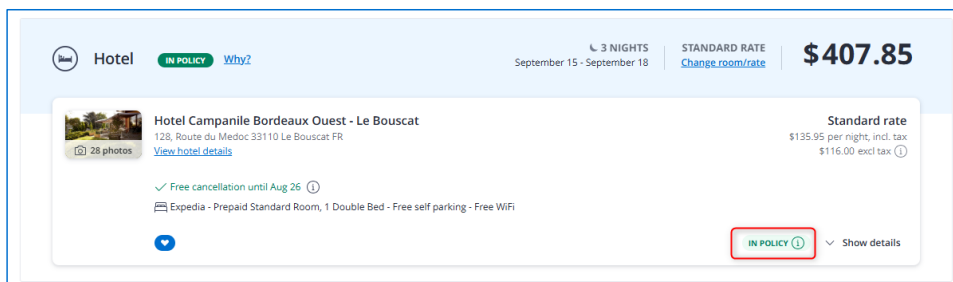 Hotel IN POLICY Why?
3 NIGHTS
September 15 - September 18
STANDARD RATE
Change room/rate
$407.85
28 photos
Hotel Campanile Bordeaux Ouest - Le Bouscat
128, Route du Medoc 33110 Le Bouscat FR
View hotel details
Standard rate
$135.95 per night, incl. tax
$116.00 excl tax
Free cancellation until Aug 26
Expedia - Prepaid Standard Room, 1 Double Bed - Free self parking - Free WiFi
IN POLICY
Show details